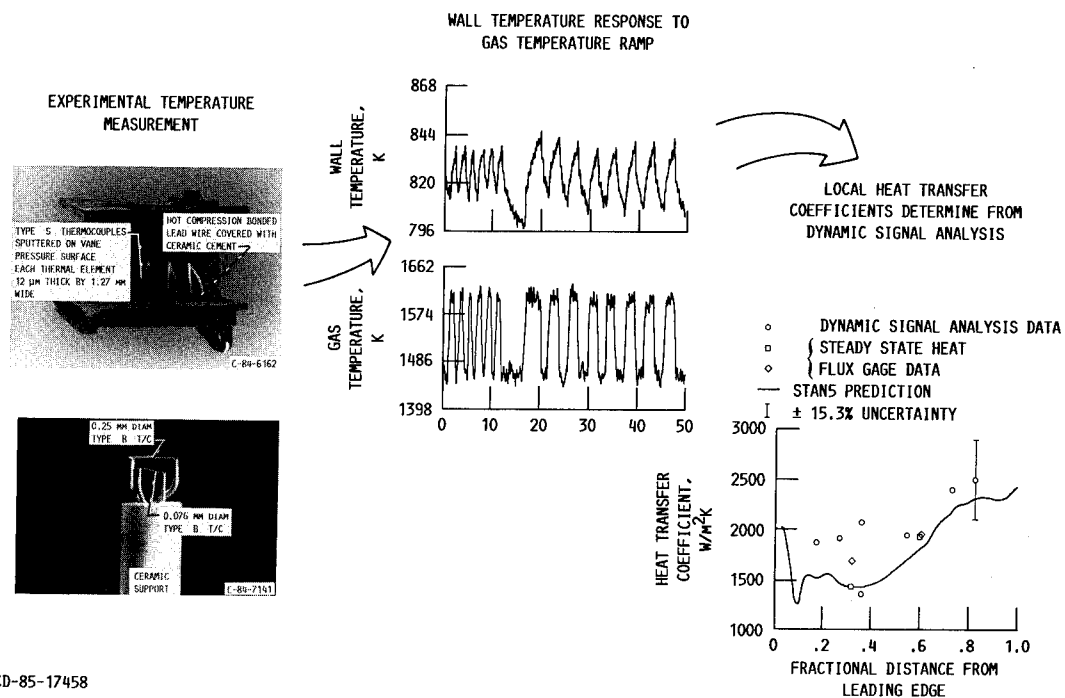 WALL TEMPERATURE RESPONSE TO
GAS TEMPERATURE RAMP
EXPERIMENTAL TEMPERATURE
MEASUREMENT
TYPE S THERMOCOUPLES
SPUTTERED ON VANE
PRESSURE SURFACE
EACH THERMAL ELEMENT
12 µM THICK BY 1.27 MM
WIDE
HOT COMPRESSION BONDED
LEAD WIRE COVERED WITH
CERAMIC CEMENT
C-84-6162
0.25 MM DIAM
TYPE B T/C
0.076 MM DIAM
TYPE B T/C
CERAMIC
SUPPORT
C-84-7141
WALL
TEMPERATURE,
K
868
844
820
796
GAS
TEMPERATURE,
K
1662
1574
1486
1398
0 10 20 30 40 50
LOCAL HEAT TRANSFER
COEFFICIENTS DETERMINE FROM
DYNAMIC SIGNAL ANALYSIS
DYNAMIC SIGNAL ANALYSIS DATA
STEADY STATE HEAT
FLUX GAGE DATA
STAN5 PREDICTION
± 15.3% UNCERTAINTY
HEAT TRANSFER
COEFFICIENT,
W/M²K
3000
2500
2000
1500
1000
0 .2 .4 .6 .8 1.0
FRACTIONAL DISTANCE FROM
LEADING EDGE
D-85-17458